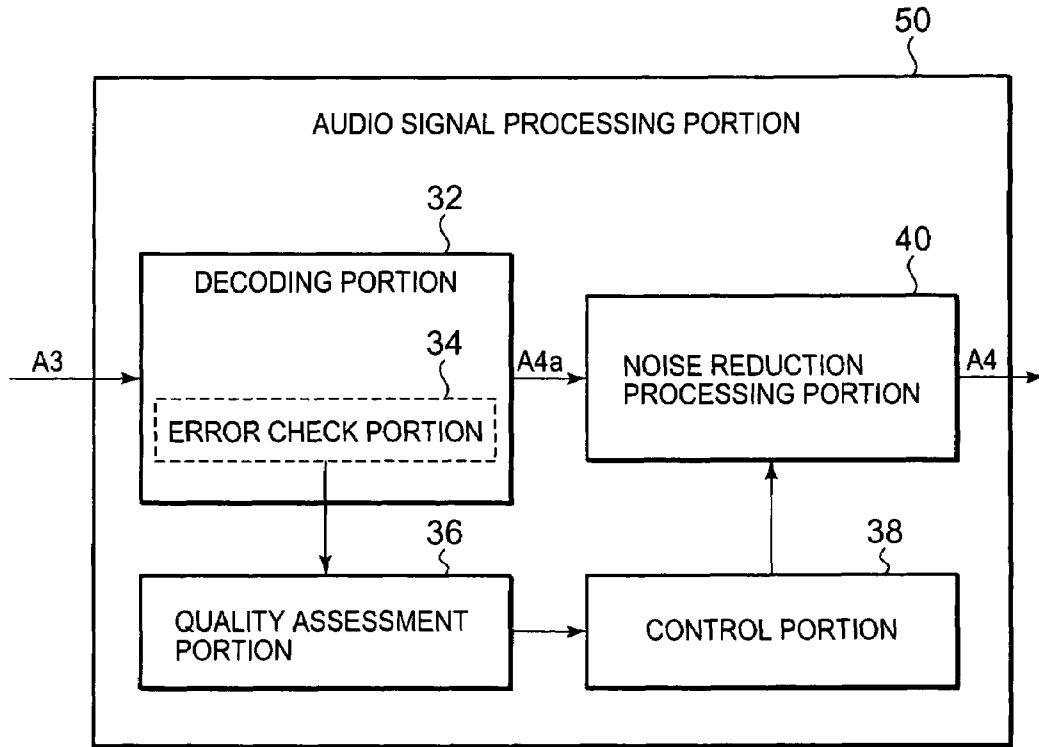 50
AUDIO SIGNAL PROCESSING PORTION
32
DECODING PORTION
40
A3
34
ERROR CHECK PORTION
A4a
NOISE REDUCTION
PROCESSING PORTION
A4
36
QUALITY ASSESSMENT
PORTION
38
CONTROL PORTION